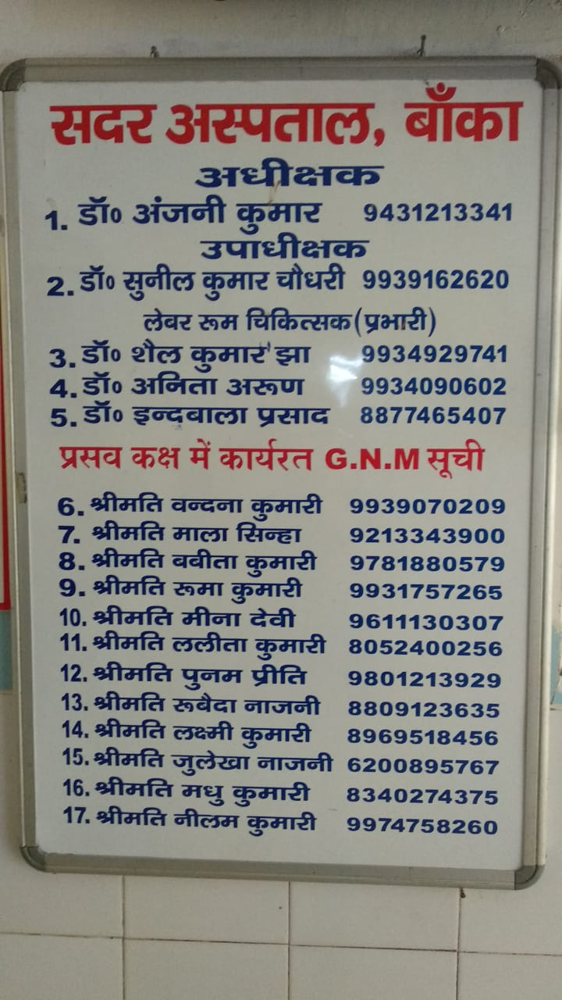 सदर अस्पताल, बाँका
अधीक्षक
1. डॉ० अंजनी कुमार 9431213341
उपाधीक्षक
2. डॉ० सुनील कुमार चौधरी 9939162620
लेबर रूम चिकित्सक (प्रभारी)
3. डॉ० शैल कुमार झा 9934929741
4. डॉ० अनिता अरूण 9934090602
5. डॉ० इन्दबाला प्रसाद 8877465407
प्रसव कक्ष में कार्यरत G.N.M सूची
6. श्रीमति वन्दना कुमारी 9939070209
7. श्रीमति माला सिन्हा 9213343900
8. श्रीमति बबीता कुमारी 9781880579
9. श्रीमति रूमा कुमारी 9931757265
10. श्रीमति मीना देवी 9611130307
11. श्रीमति ललीता कुमारी 8052400256
12. श्रीमति पुनम प्रीति 9801213929
13. श्रीमति रूबैदा नाजनी 8809123635
14. श्रीमति लक्ष्मी कुमारी 8969518456
15. श्रीमति जुलेखा नाजनी 6200895767
16. श्रीमति मधु कुमारी 8340274375
17. श्रीमति नीलम कुमारी 9974758260